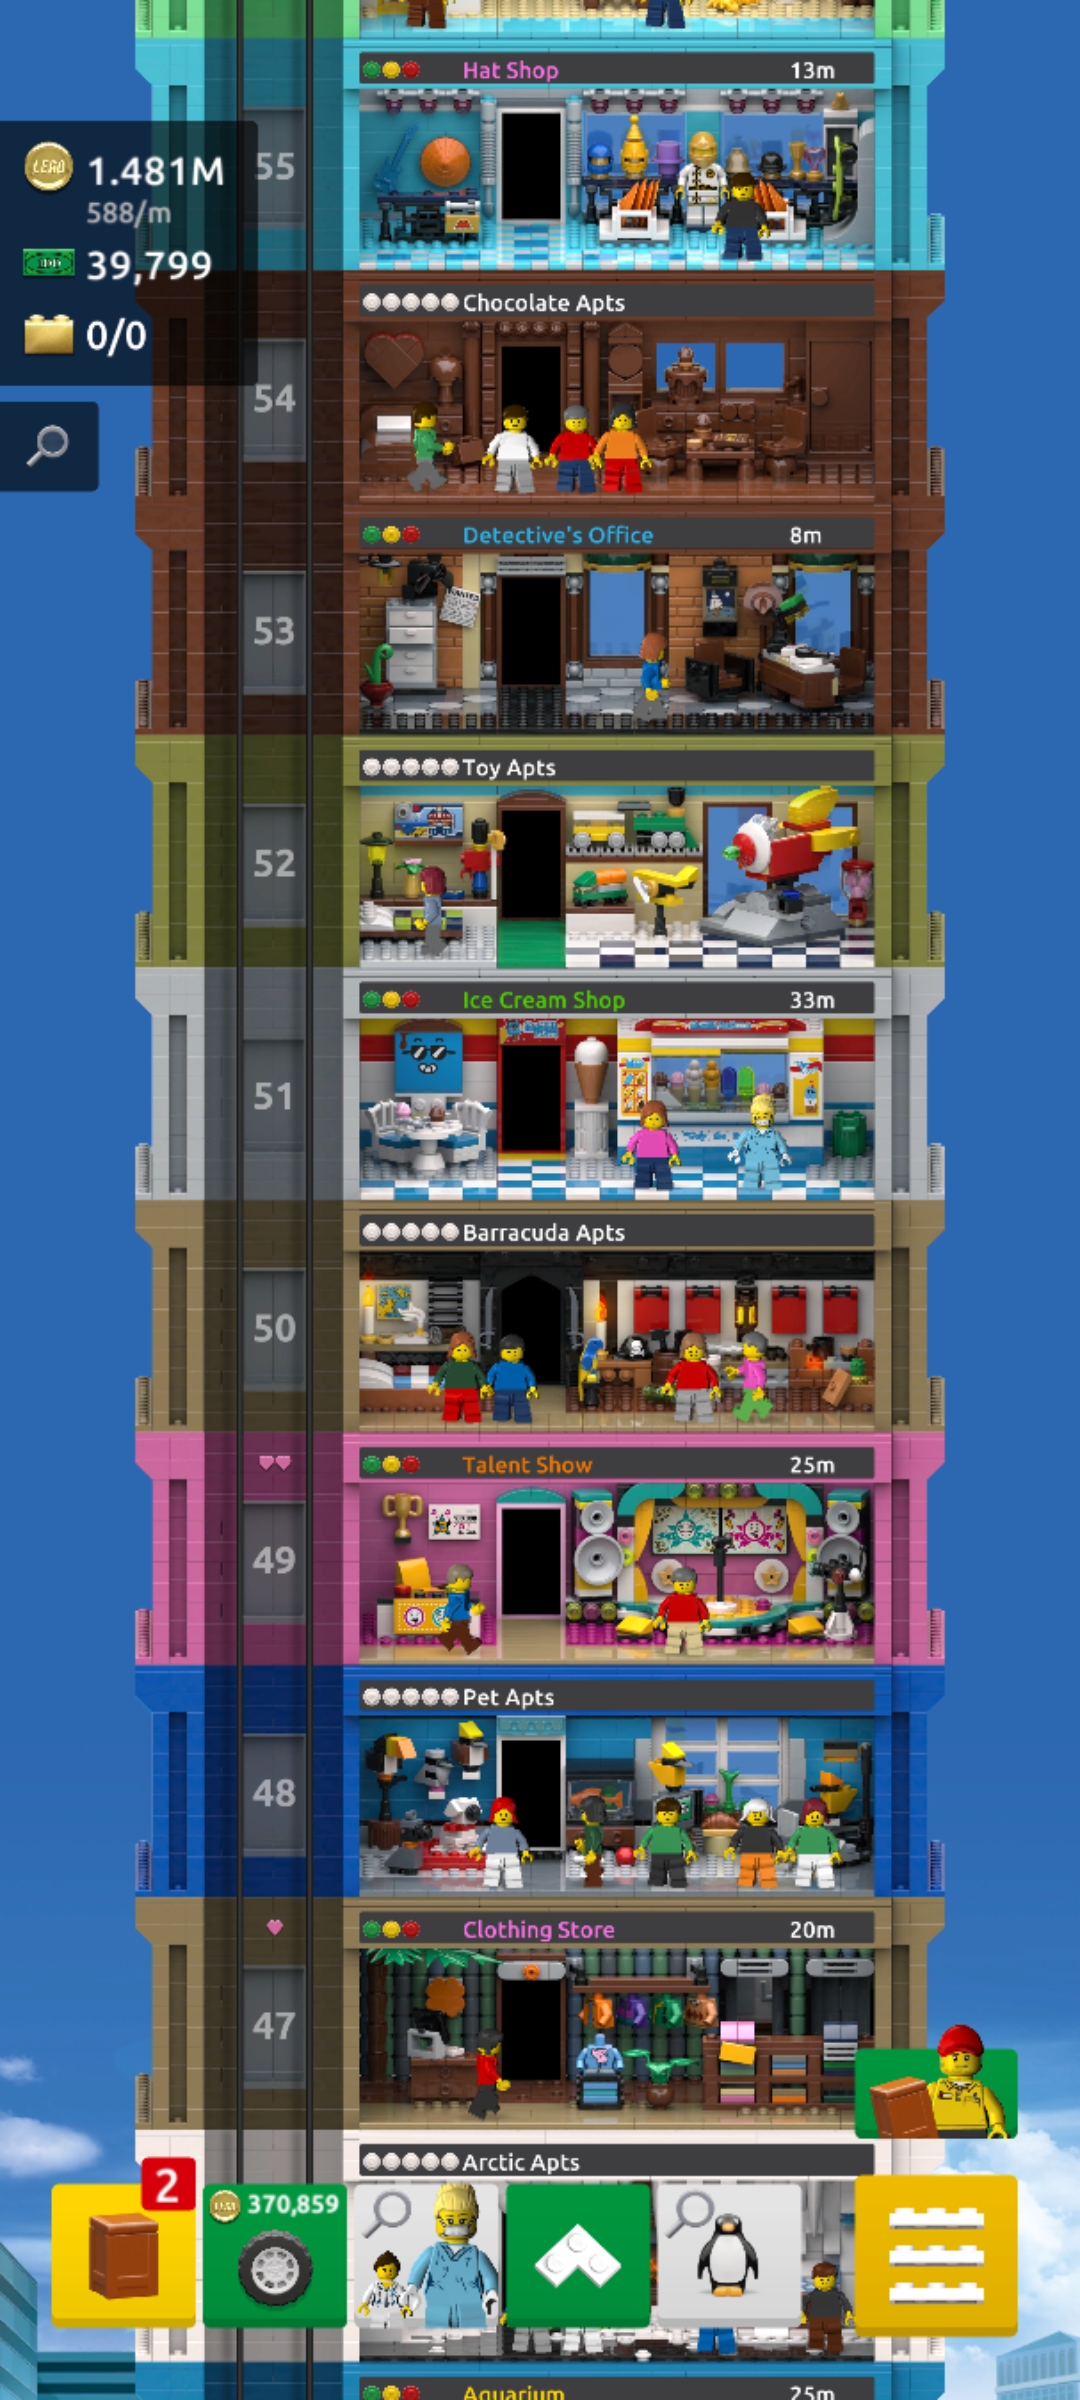 Hat Shop 13m
55
1.481M
588/m
39,799
0/0
Chocolate Apts
54
Detective's Office 8m
53
Toy Apts
52
Ice Cream Shop 33m
51
Barracuda Apts
50
Talent Show 25m
49
Pet Apts
48
Clothing Store 20m
47
Arctic Apts
2
370,859
Aquarium 25m